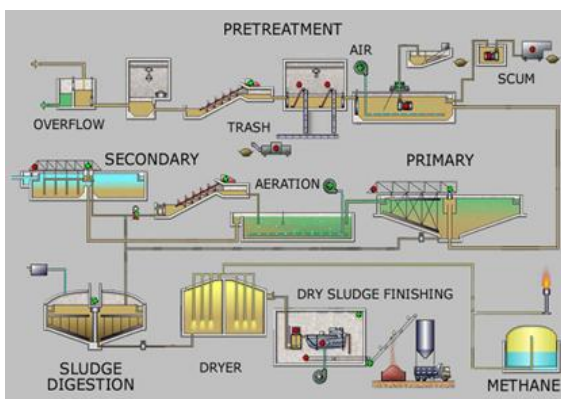 PRETREATMENT
AIR
SCUM
OVERFLOW
TRASH
SECONDARY
PRIMARY
AERATION
DRY SLUDGE FINISHING
SLUDGE
DIGESTION
DRYER
METHANE